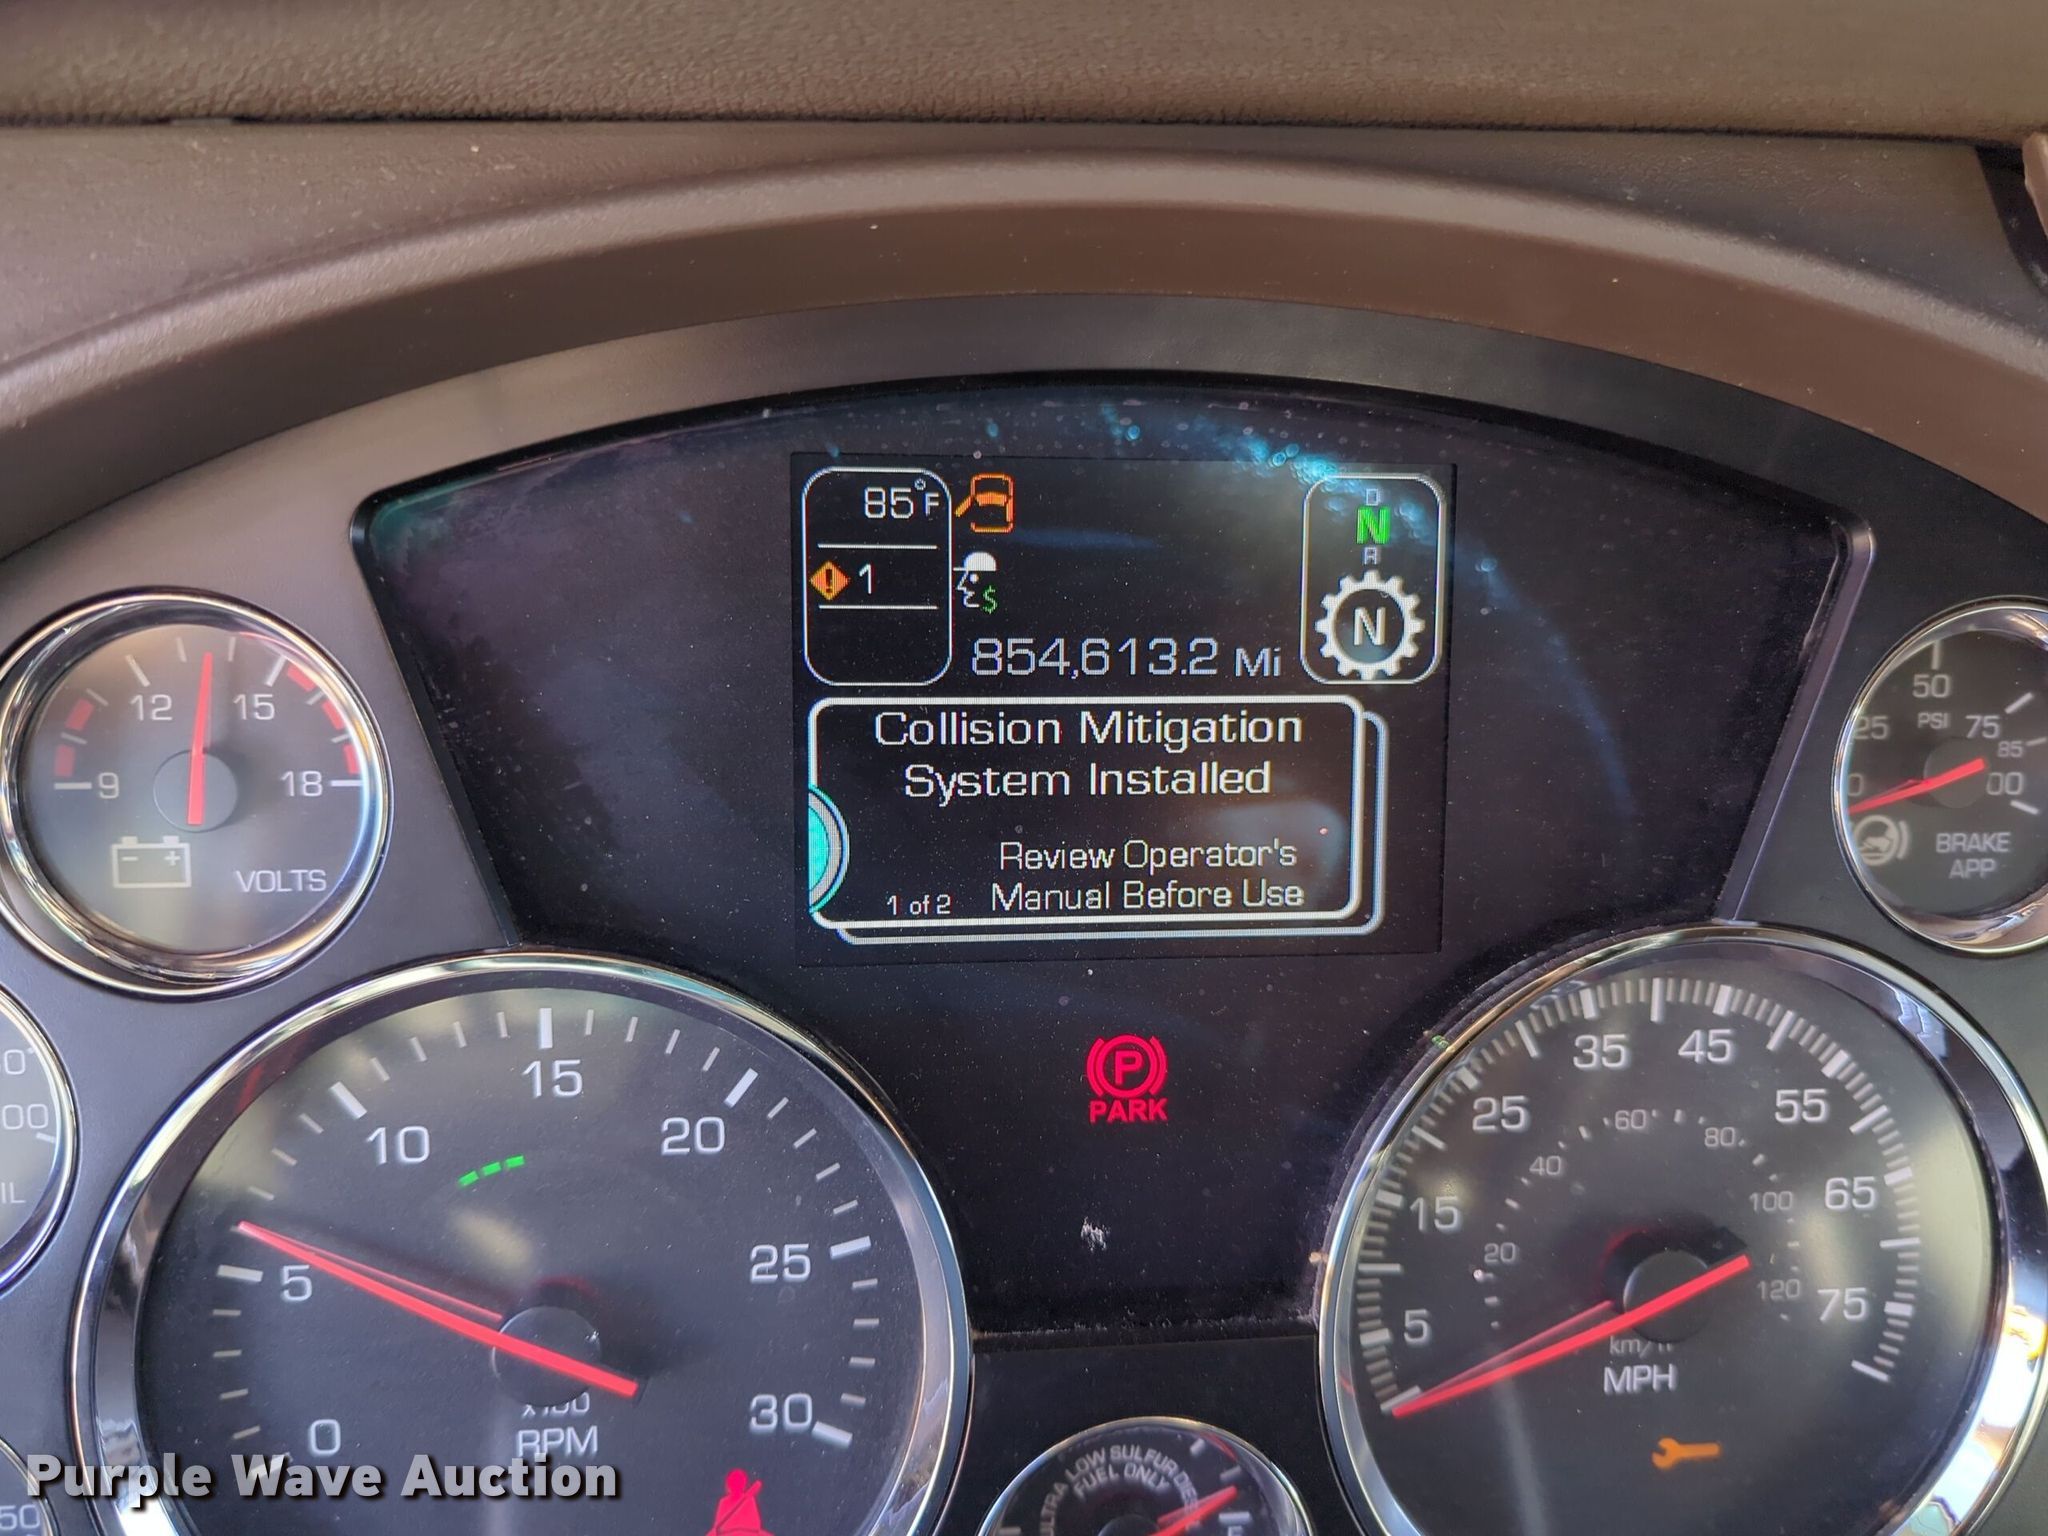 85°F
1
854,613.2 Mi
D
N
R
N
Collision Mitigation
System Installed
Review Operator's
1 of 2 Manual Before Use
9 12 15 18
VOLTS
50
25 PSI 75
85
0
BRAKE
APP
P
PARK
0 5 10 15 20 25 30
RPM
5 15 25 35 45 55 65 75
20 40 60 80 100 120
km/h
MPH
LOW SULFUR
FUEL ONLY
50
Purple Wave Auction